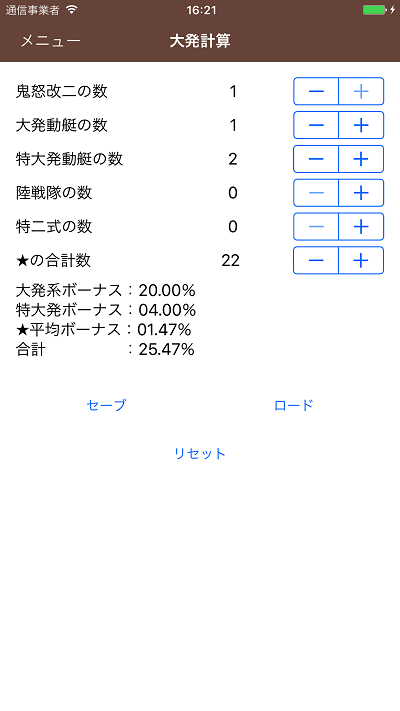 通信事業者 16:21
メニュー 大発計算
鬼怒改二の数 1 － ＋
大発動艇の数 1 － ＋
特大発動艇の数 2 － ＋
陸戦隊の数 0 － ＋
特二式の数 0 － ＋
★の合計数 22 － ＋
大発系ボーナス：20.00%
特大発ボーナス：04.00%
★平均ボーナス：01.47%
合計 ：25.47%
セーブ ロード
リセット